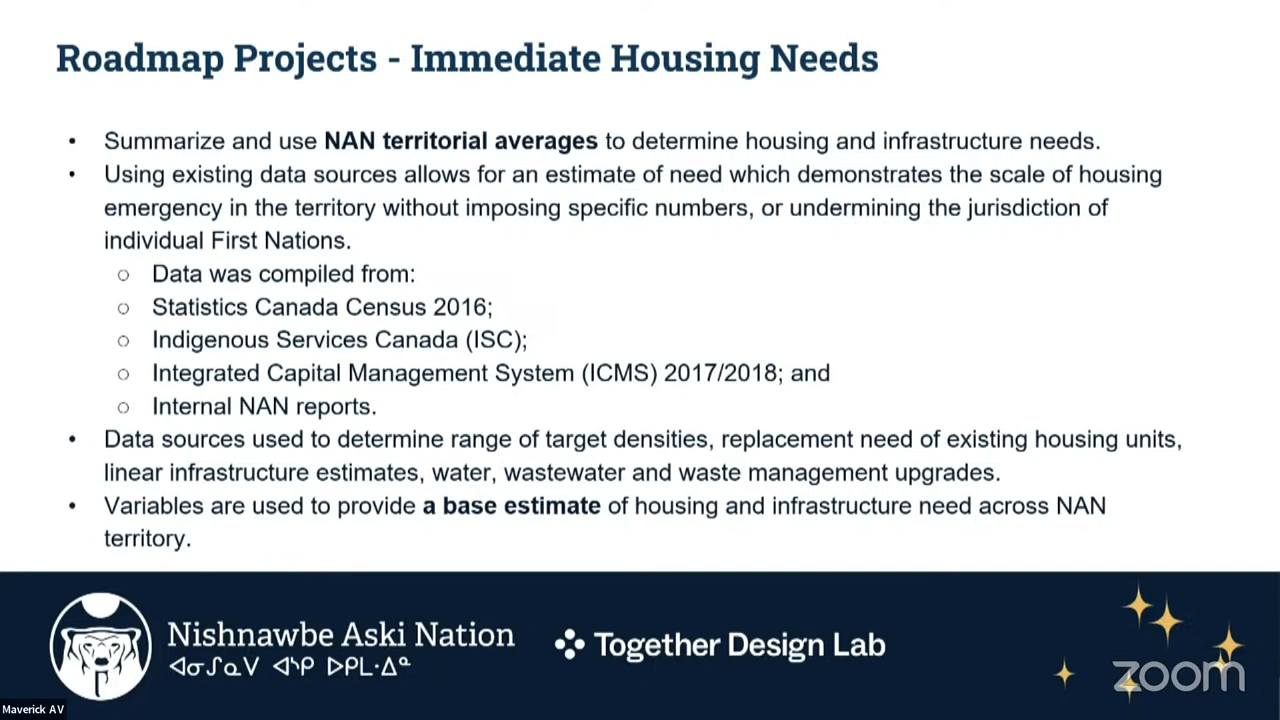 Roadmap Projects - Immediate Housing Needs
• Summarize and use NAN territorial averages to determine housing and infrastructure needs.
• Using existing data sources allows for an estimate of need which demonstrates the scale of housing
emergency in the territory without imposing specific numbers, or undermining the jurisdiction of
individual First Nations.
○ Data was compiled from:
○ Statistics Canada Census 2016;
○ Indigenous Services Canada (ISC);
○ Integrated Capital Management System (ICMS) 2017/2018; and
○ Internal NAN reports.
• Data sources used to determine range of target densities, replacement need of existing housing units,
linear infrastructure estimates, water, wastewater and waste management upgrades.
• Variables are used to provide a base estimate of housing and infrastructure need across NAN
territory.
Nishnawbe Aski Nation
ᐊᓂᔑᓇᐯ ᐊᔅᑭ ᐅᑭᒪᐧᐃᐣ
Together Design Lab
zoom
Maverick AV